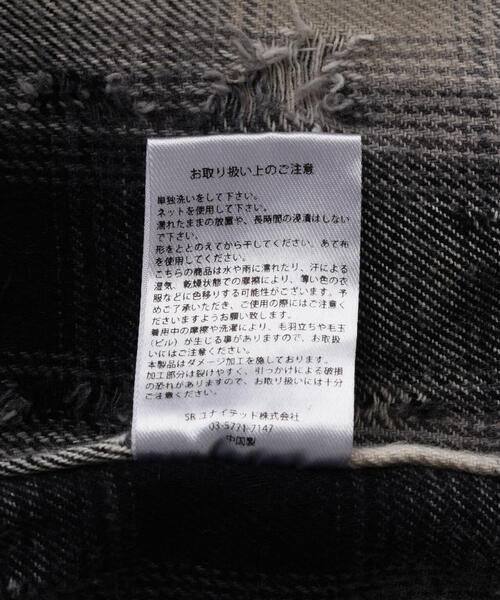 お取り扱い上のご注意
単独洗いをして下さい。
ネットを使用して下さい。
濡れたままの放置や、長時間の浸漬はしない
で下さい。
形をととのえてから干してください。あて布
を使用してください。
こちらの商品は水や雨に濡れたり、汗による
湿気、乾燥状態での摩擦により、薄い色の衣
服などに色移りする可能性がございます。予
めご了承いただき、ご使用の際にはご注意く
ださいますようお願い致します。
着用中の摩擦や洗濯により、毛羽立ちや毛玉
(ピル）が生じる事がありますので、お取扱
いにはご注意ください。
本製品はダメージ加工を施しております。
加工部分は裂けやすく、引っかけによる破損
の恐れがありますので、お取り扱いには十分
ご注意ください。
SR ユナイテッド株式会社
03-5771-7147
中国製